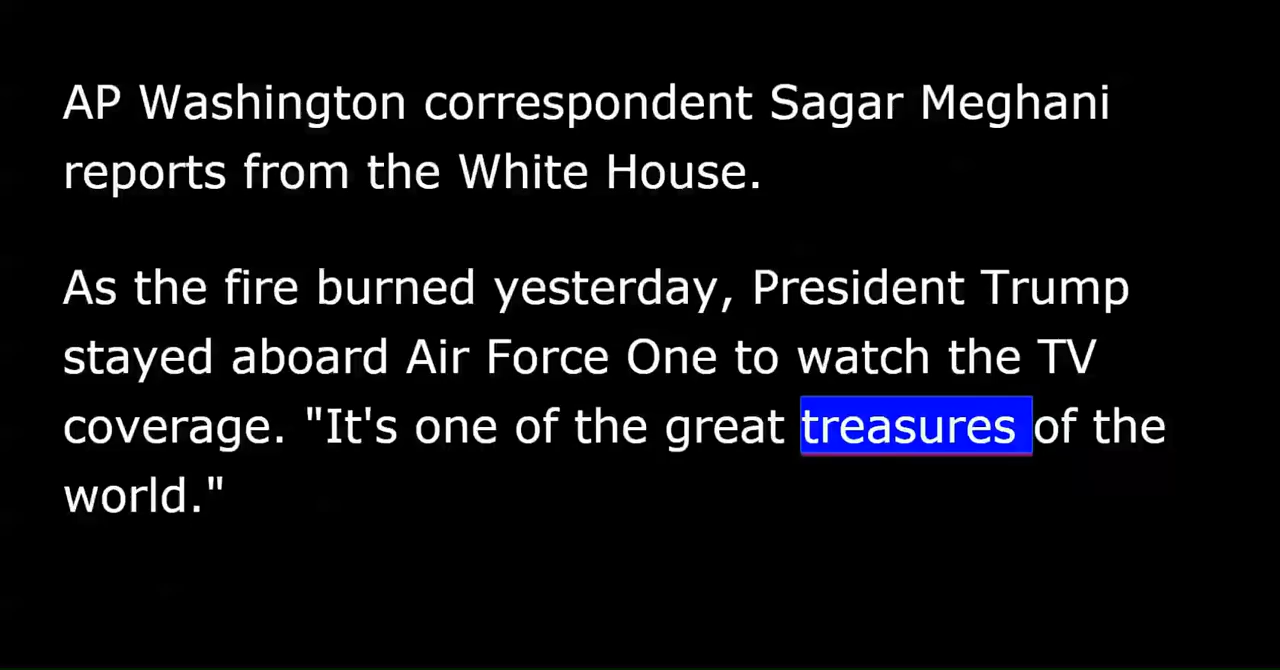 AP Washington correspondent Sagar Meghani
reports from the White House.
As the fire burned yesterday, President Trump
stayed aboard Air Force One to watch the TV
coverage. "It's one of the great treasures of the
world."